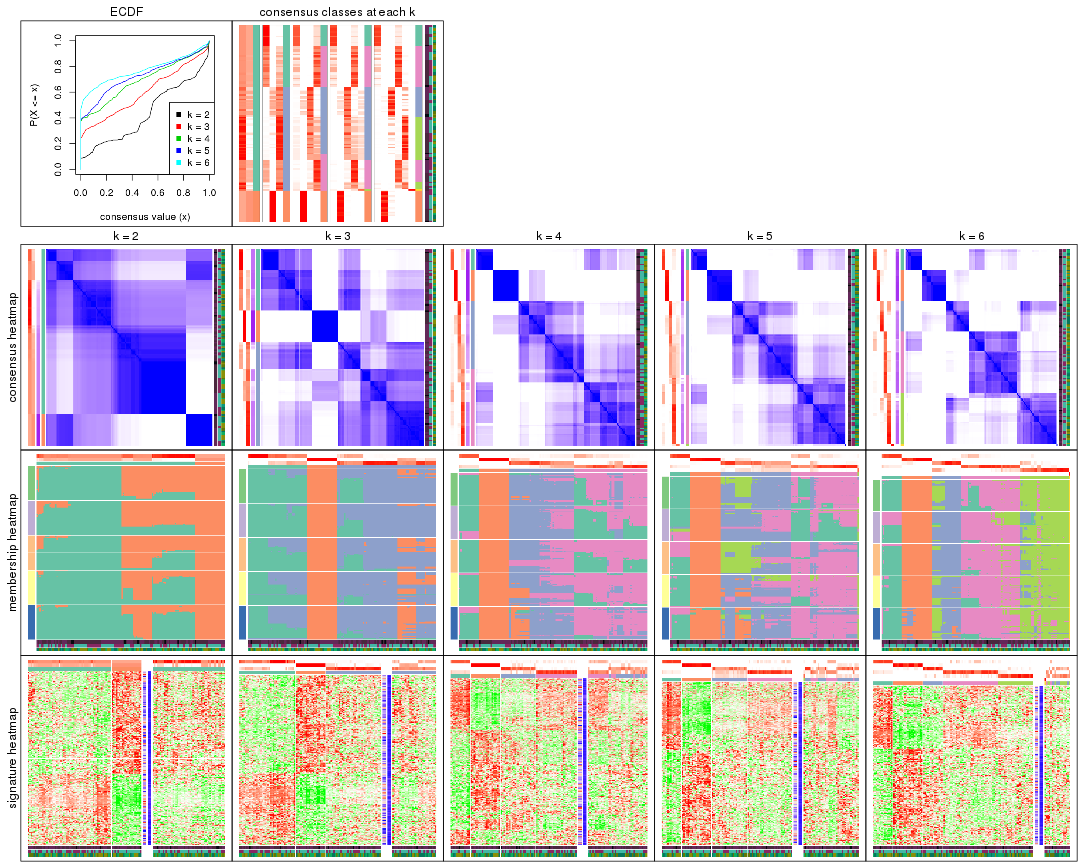 ECDF
consensus classes at each k
P(X <= x)
0.0 0.2 0.4 0.6 0.8 1.0
k = 2
k = 3
k = 4
k = 5
k = 6
0.0 0.2 0.4 0.6 0.8 1.0
consensus value (x)
k = 2 k = 3 k = 4 k = 5 k = 6
consensus heatmap
membership heatmap
signature heatmap